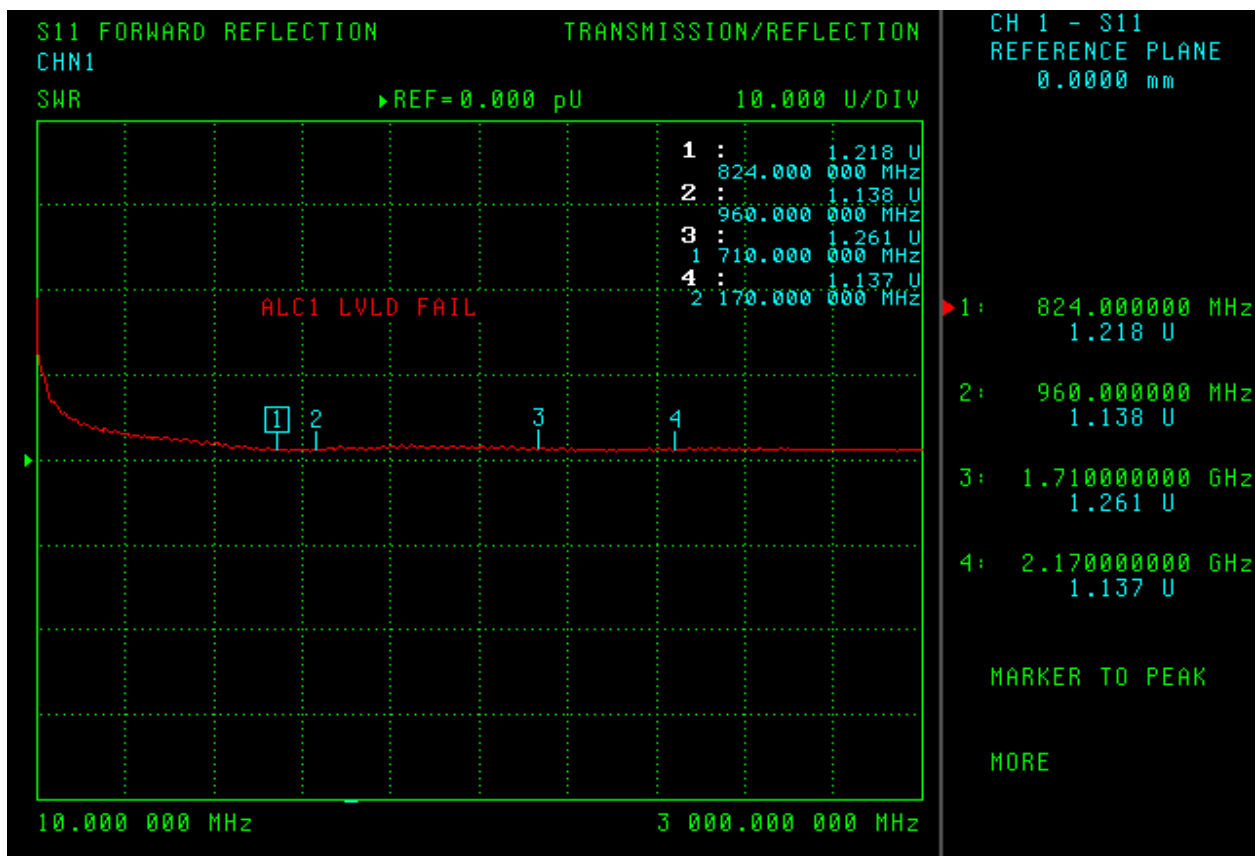 S11 FORWARD REFLECTION TRANSMISSION/REFLECTION
CHN1
SWR ▶REF=0.000 pU 10.000 U/DIV
1 : 1.218 U
824.000 000 MHz
2 : 1.138 U
960.000 000 MHz
3 : 1.261 U
1 710.000 000 MHz
4 : 1.137 U
2 170.000 000 MHz
ALC1 LVLD FAIL
1 2 3 4
10.000 000 MHz 3 000.000 000 MHz
CH 1 - S11
REFERENCE PLANE
0.0000 mm
▶1: 824.000000 MHz
1.218 U
2: 960.000000 MHz
1.138 U
3: 1.710000000 GHz
1.261 U
4: 2.170000000 GHz
1.137 U
MARKER TO PEAK
MORE